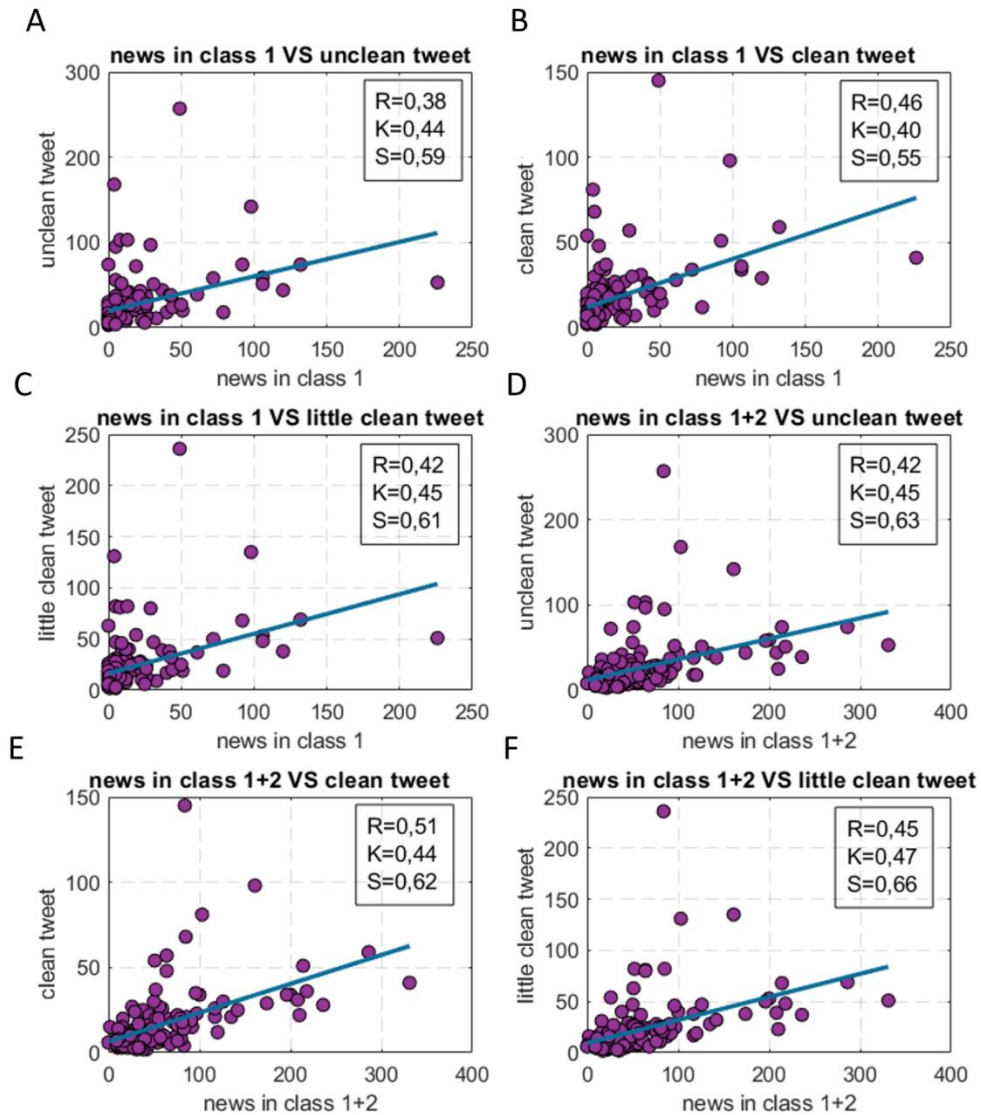 A
news in class 1 VS unclean tweet
300
200
100
0
unclean tweet
R=0,38
K=0,44
S=0,59
0 50 100 150 200 250
news in class 1
B
news in class 1 VS clean tweet
150
100
50
0
clean tweet
R=0,46
K=0,40
S=0,55
0 50 100 150 200 250
news in class 1
C
news in class 1 VS little clean tweet
250
200
150
100
50
0
little clean tweet
R=0,42
K=0,45
S=0,61
0 50 100 150 200 250
news in class 1
D
news in class 1+2 VS unclean tweet
300
200
100
0
unclean tweet
R=0,42
K=0,45
S=0,63
0 100 200 300 400
news in class 1+2
E
news in class 1+2 VS clean tweet
150
100
50
0
clean tweet
R=0,51
K=0,44
S=0,62
0 100 200 300 400
news in class 1+2
F
news in class 1+2 VS little clean tweet
250
200
150
100
50
0
little clean tweet
R=0,45
K=0,47
S=0,66
0 100 200 300 400
news in class 1+2